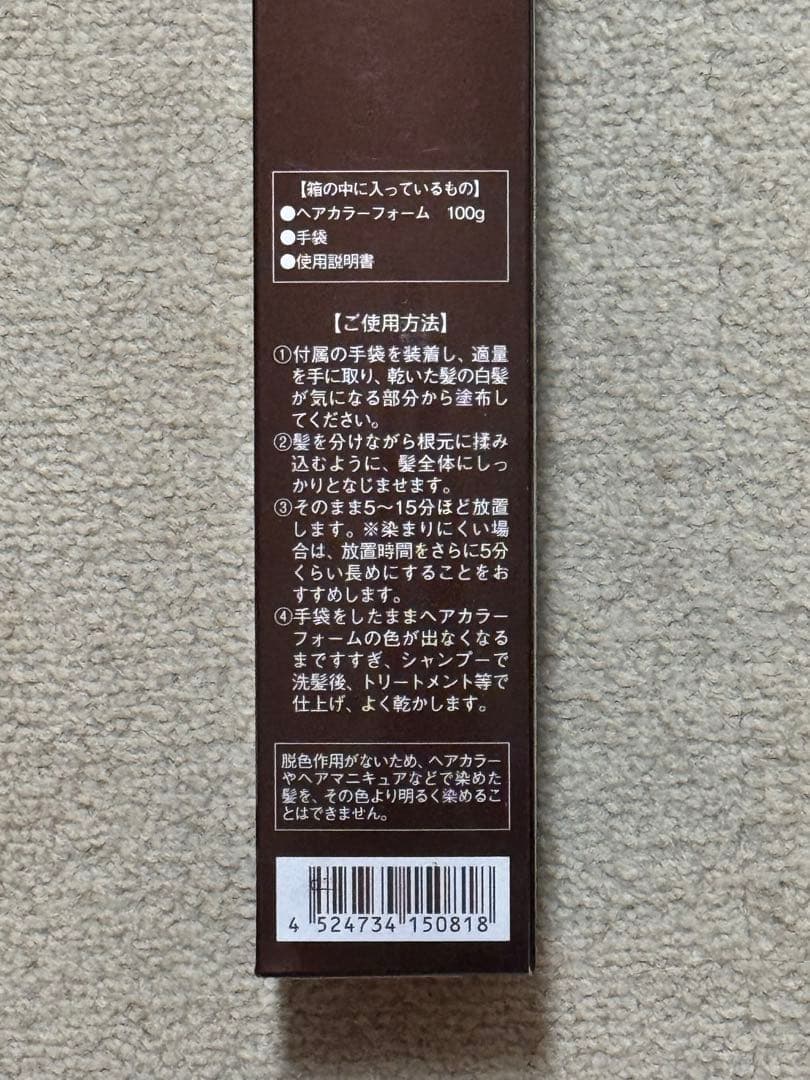 【箱の中に入っているもの】
●ヘアカラーフォーム 100g
●手袋
●使用説明書
【ご使用方法】
①付属の手袋を装着し、適量
を手に取り、乾いた髪の白髪
が気になる部分から塗布し
てください。
②髪を分けながら根元に揉み
込むように、髪全体にしっ
かりとなじませます。
③そのまま5〜15分ほど放置
します。※染まりにくい場
合は、放置時間をさらに5分
くらい長めにすることをお
すすめします。
④手袋をしたままヘアカラー
フォームの色が出なくなる
まですすぎ、シャンプーで
洗髪後、トリートメント等で
仕上げ、よく乾かします。
脱色作用がないため、ヘアカラー
やヘアマニキュアなどで染めた
髪を、その色より明るく染めるこ
とはできません。
4 524734 150818